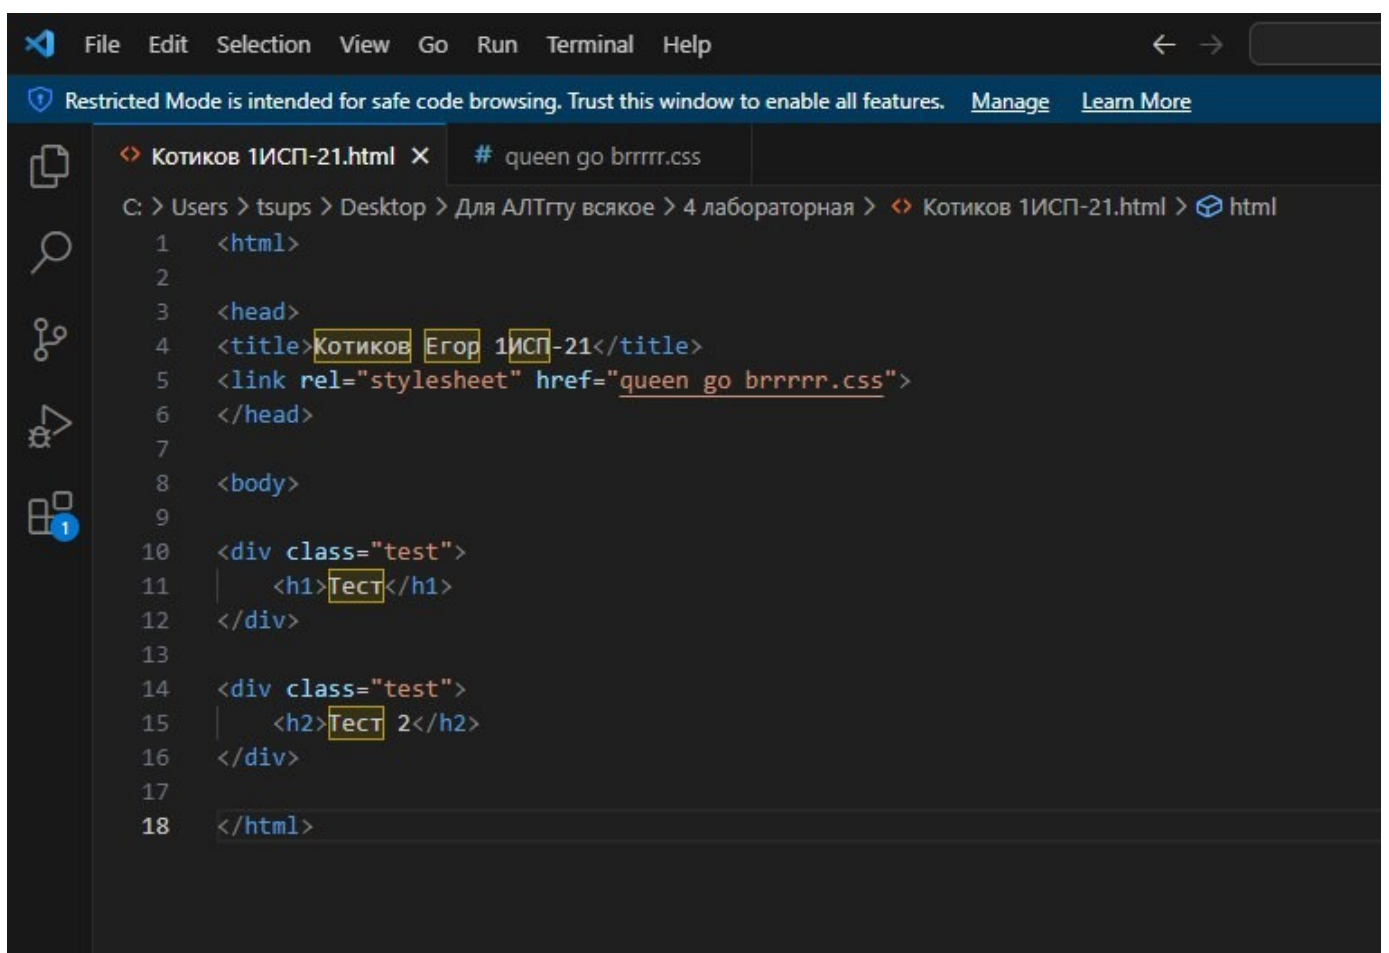 File Edit Selection View Go Run Terminal Help
Restricted Mode is intended for safe code browsing. Trust this window to enable all features. Manage Learn More
Котиков 1ИСП-21.html # queen go brrrrr.css
C: > Users > tsups > Desktop > Для АЛТгту всякое > 4 лабораторная > Котиков 1ИСП-21.html > html
1 <html>
2
3 <head>
4 <title>Котиков Егор 1ИСП-21</title>
5 <link rel="stylesheet" href="queen go brrrrr.css">
6 </head>
7
8 <body>
9
10 <div class="test">
11 <h1>Тест</h1>
12 </div>
13
14 <div class="test">
15 <h2>Тест 2</h2>
16 </div>
17
18 </html>
1